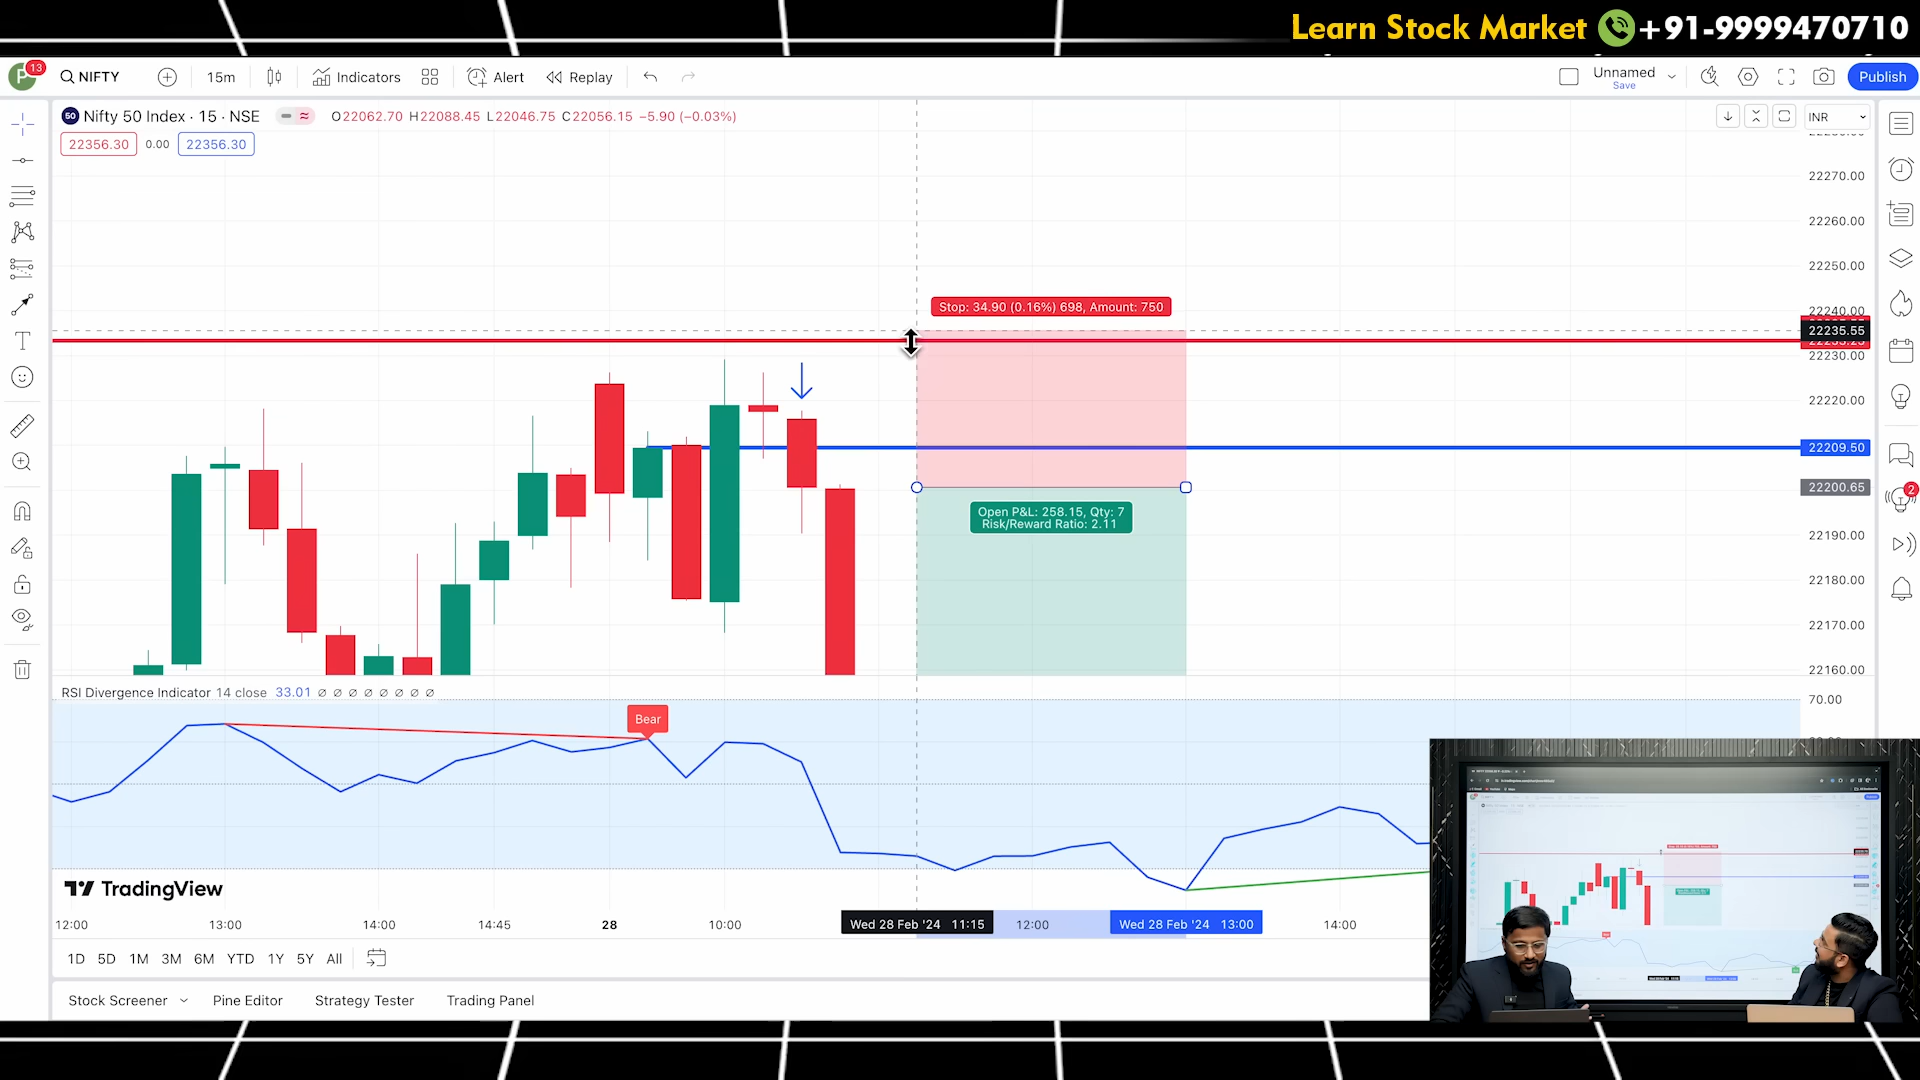 Learn Stock Market +91-9999470710
P 13 NIFTY 15m Indicators Alert Replay Unnamed Save Publish
50 Nifty 50 Index · 15 · NSE O22062.70 H22088.45 L22046.75 C22056.15 −5.90 (−0.03%) INR
22356.30 0.00 22356.30
22270.00
22260.00
22250.00
Stop: 34.90 (0.16%) 698, Amount: 750
22240.00
22235.55
22230.00
22220.00
22209.50
22200.65
Open P&L: 258.15, Qty: 7
Risk/Reward Ratio: 2.11
22190.00
22180.00
22170.00
22160.00
RSI Divergence Indicator 14 close 33.01 ∅ ∅ ∅ ∅ ∅ ∅ ∅ ∅
70.00
Bear
2
TradingView
12:00 13:00 14:00 14:45 28 10:00 Wed 28 Feb '24 11:15 12:00 Wed 28 Feb '24 13:00 14:00
1D 5D 1M 3M 6M YTD 1Y 5Y All
Stock Screener Pine Editor Strategy Tester Trading Panel